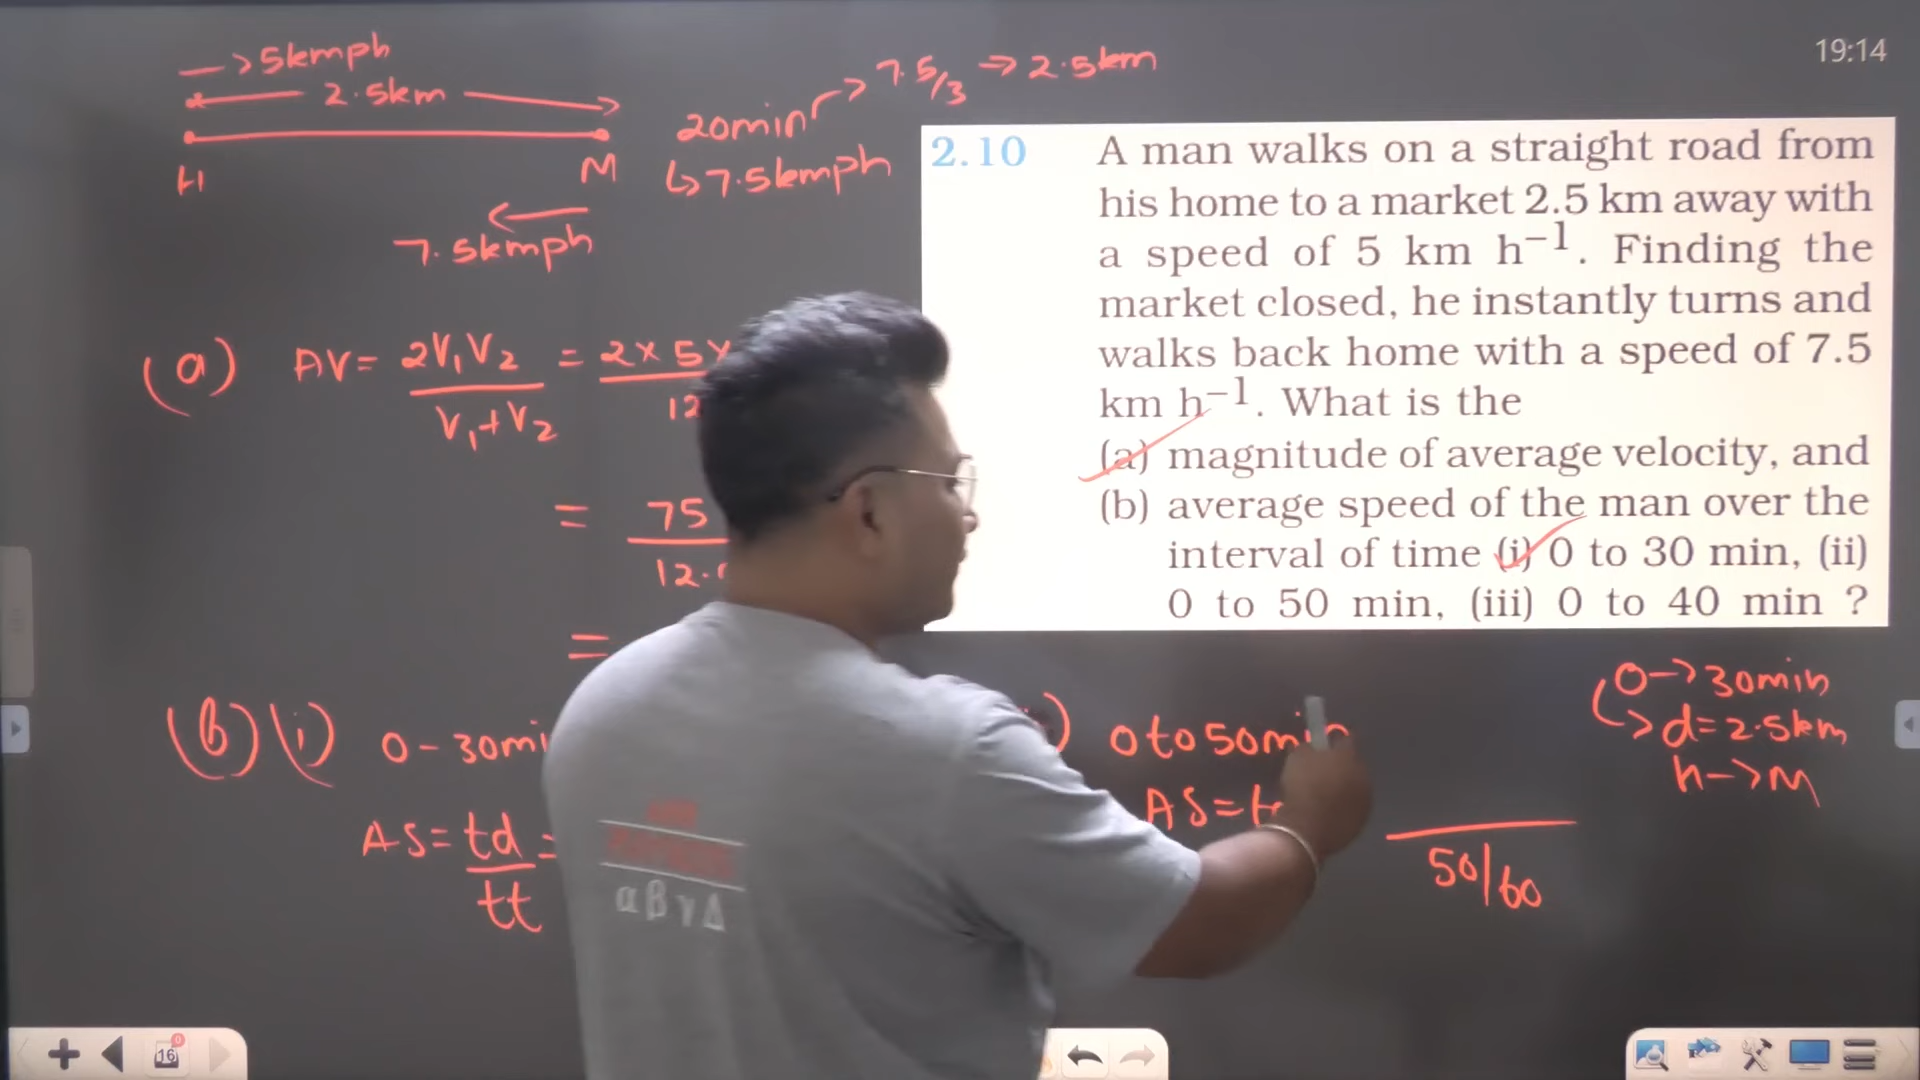 19:14
->5kmph
2.5km
H M
7.5kmph
20min -> 7.5/3 -> 2.5km
↳7.5kmph
2.10 A man walks on a straight road from
his home to a market 2.5 km away with
a speed of 5 km h⁻¹. Finding the
market closed, he instantly turns and
walks back home with a speed of 7.5
km h⁻¹. What is the
(a) magnitude of average velocity, and
(b) average speed of the man over the
interval of time (i) 0 to 30 min, (ii)
0 to 50 min, (iii) 0 to 40 min ?
(a) AV = 2V₁V₂ / V₁+V₂ = 2×5×
= 75
=
(b) (i) 0-30mi
AS = td/tt =
0 to 50min
AS =
50/60
0->30min
↳ d=2.5km
h->M
αβγΔ
16
0